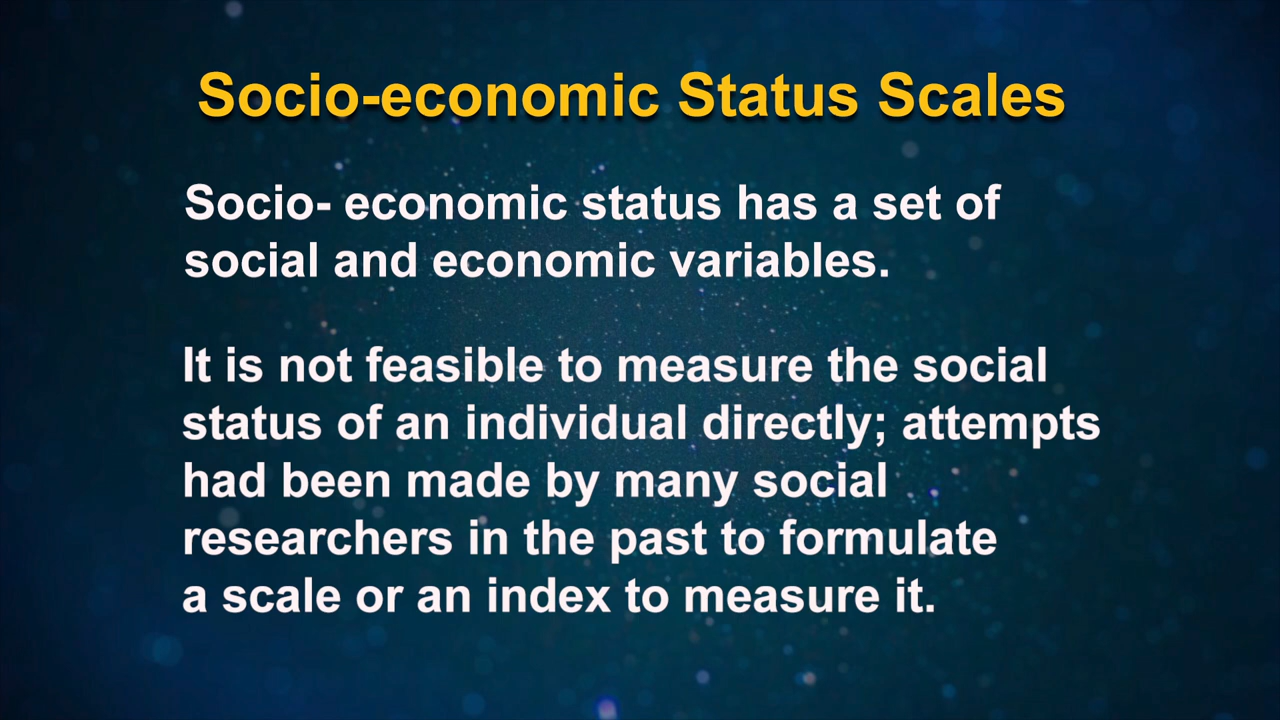 Socio-economic Status Scales
Socio- economic status has a set of
social and economic variables.
It is not feasible to measure the social
status of an individual directly; attempts
had been made by many social
researchers in the past to formulate
a scale or an index to measure it.